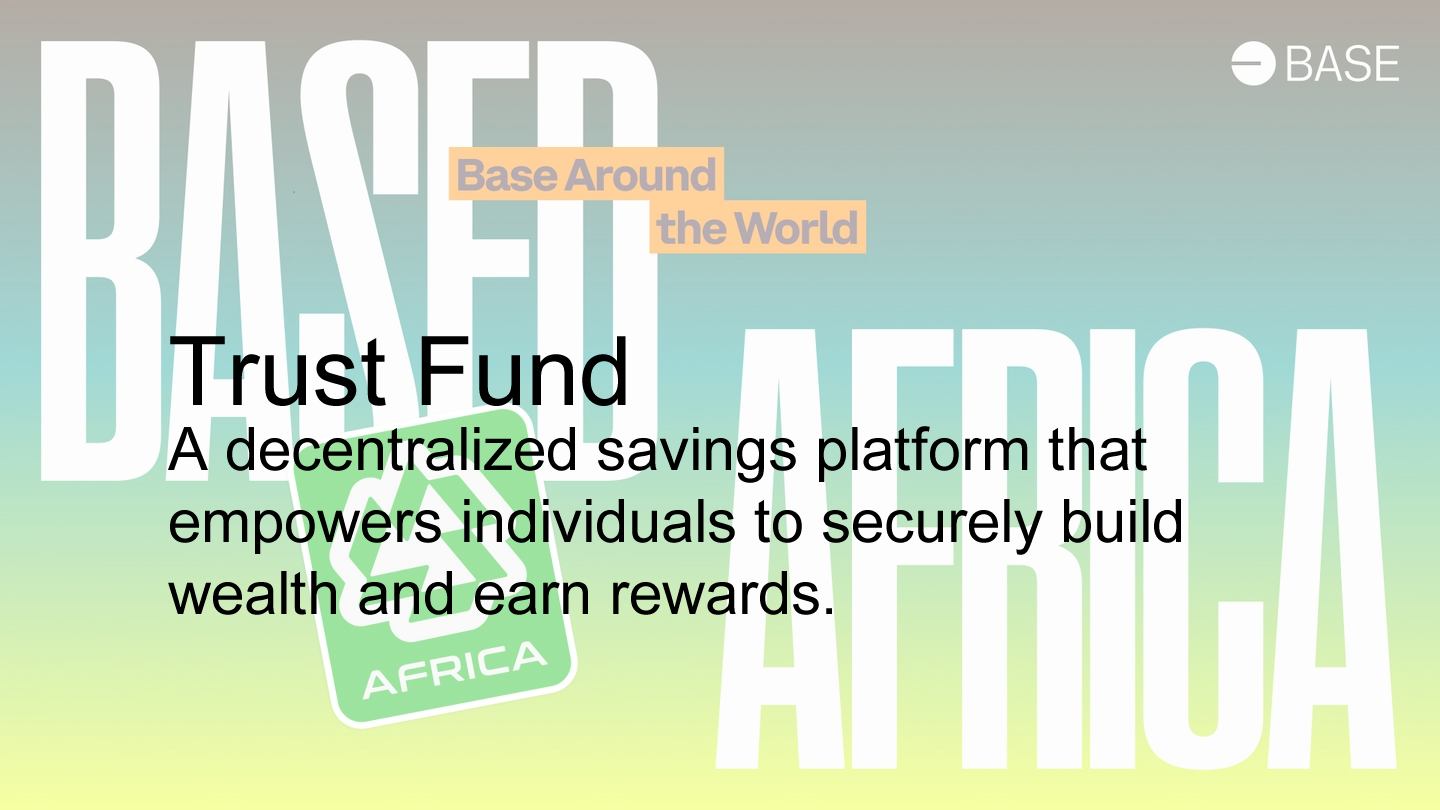 BASED
BASE
Base Around
the World
Trust Fund
A decentralized savings platform that
empowers individuals to securely build
wealth and earn rewards.
AFRICA
AFRICA